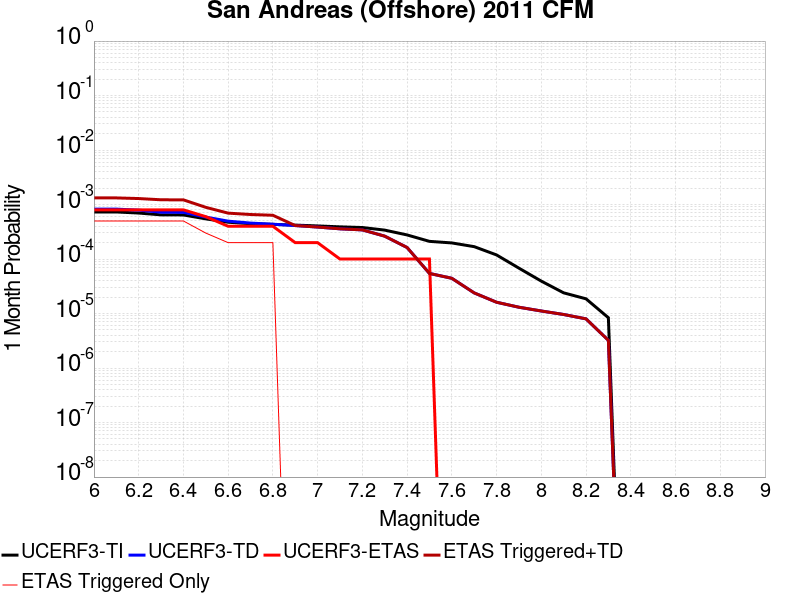 San Andreas (Offshore) 2011 CFM
10^0
10^-1
10^-2
10^-3
10^-4
10^-5
10^-6
10^-7
10^-8
1 Month Probability
6 6.2 6.4 6.6 6.8 7 7.2 7.4 7.6 7.8 8 8.2 8.4 8.6 8.8 9
Magnitude
UCERF3-TI UCERF3-TD UCERF3-ETAS ETAS Triggered+TD
ETAS Triggered Only